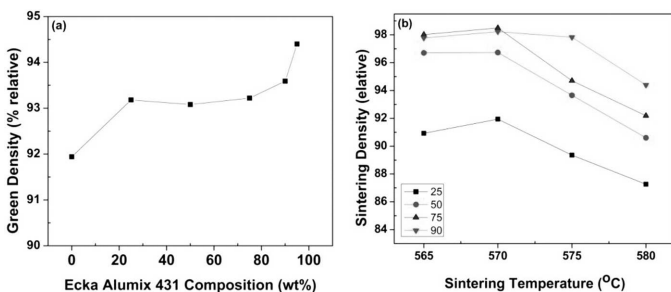 (a)
Green Density (% relative)
95
94
93
92
91
90
0 20 40 60 80 100
Ecka Alumix 431 Composition (wt%)
(b)
Sintering Density (elative)
98
96
94
92
90
88
86
25
50
75
90
565 570 575 580
Sintering Temperature (ºC)